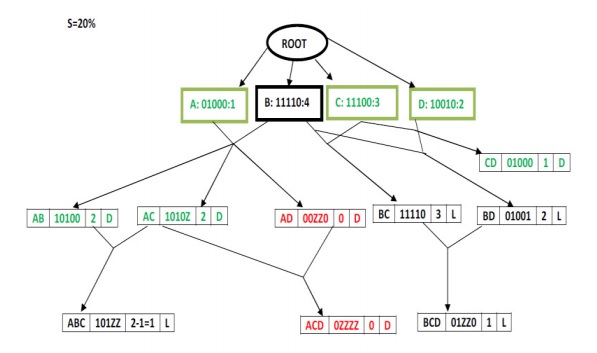 S=20%
ROOT
A: 01000:1
B: 11110:4
C: 11100:3
D: 10010:2
CD 01000 1 D
AB 10100 2 D
AC 1010Z 2 D
AD 00ZZ0 0 D
BC 11110 3 L
BD 01001 2 L
ABC 101ZZ 2-1=1 L
ACD 0ZZZZ 0 D
BCD 01ZZ0 1 L